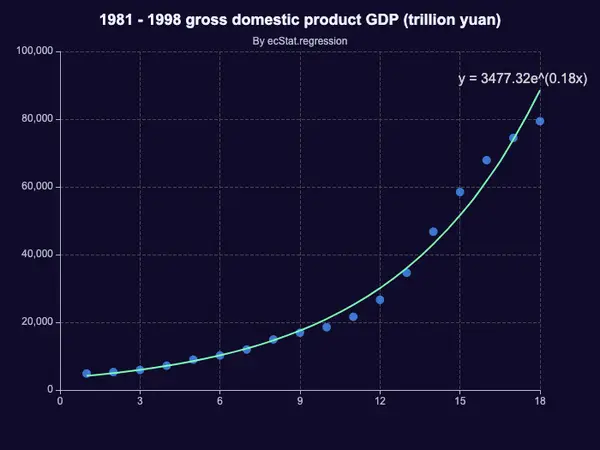 1981 - 1998 gross domestic product GDP (trillion yuan)
By ecStat.regression
100,000
y = 3477.32e^(0.18x)
80,000
60,000
40,000
20,000
0
0 3 6 9 12 15 18